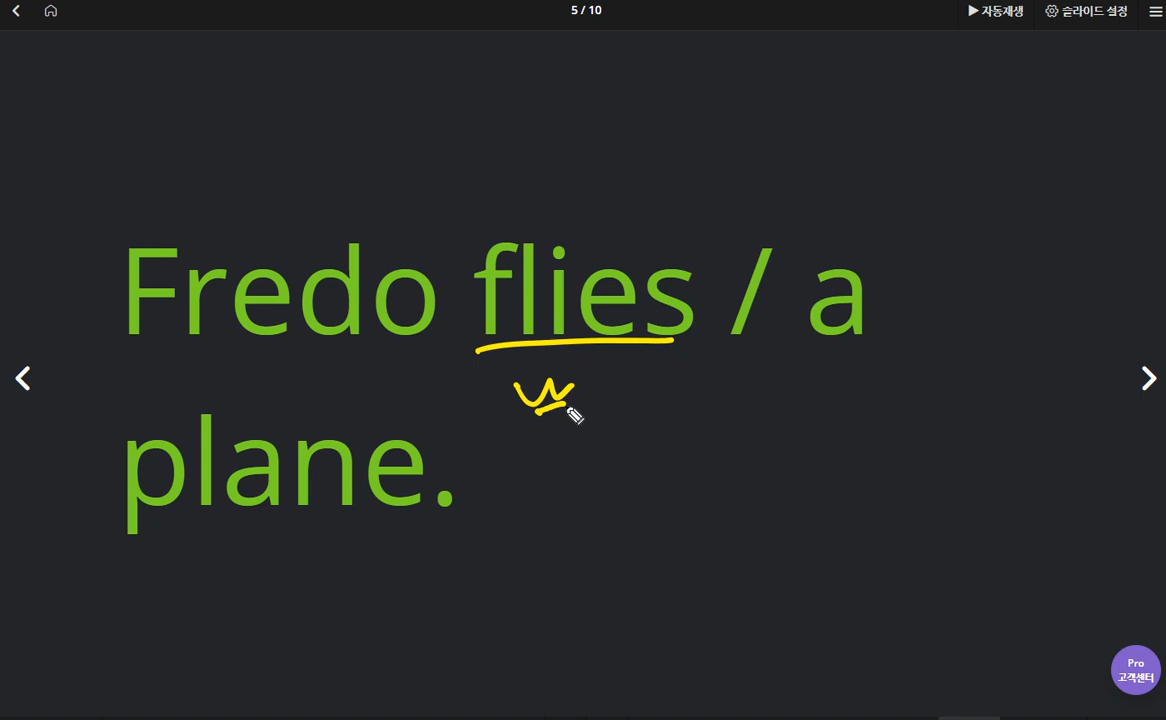 5 / 10
▶ 자동재생
슬라이드 설정
Fredo flies / a
plane.
Pro
고객센터